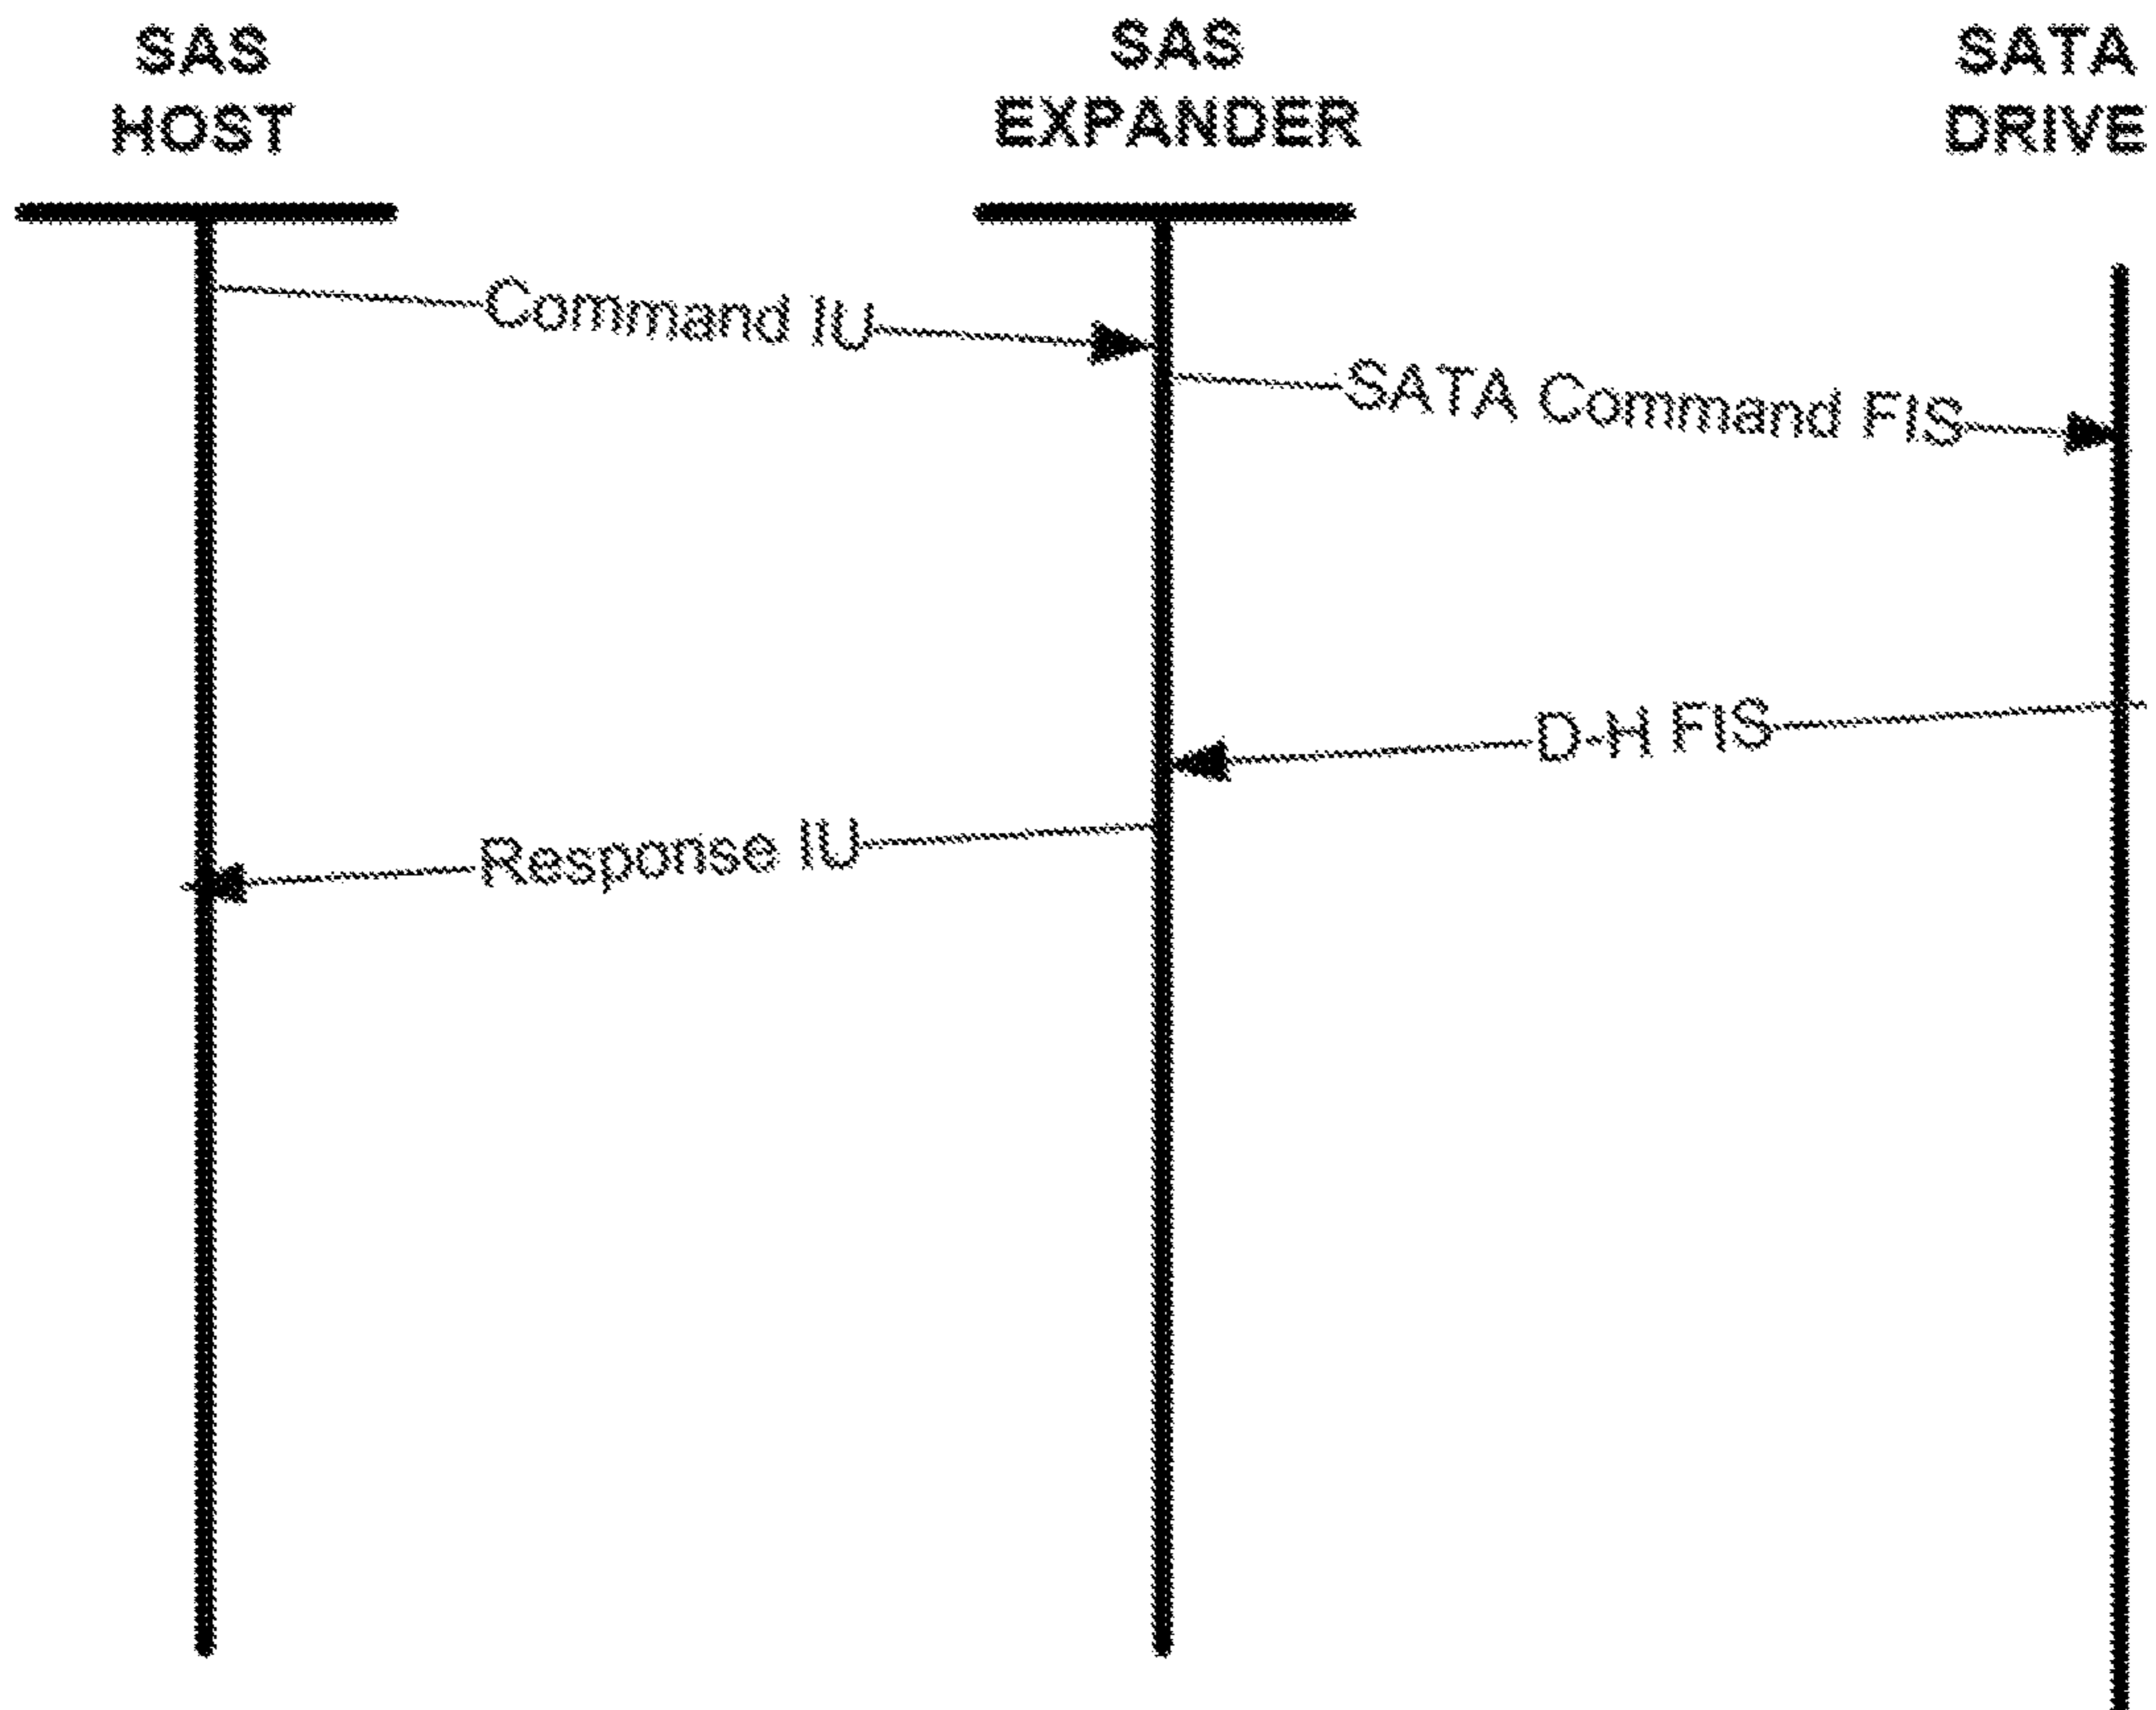 SAS
HOST
SAS
EXPANDER
SATA
DRIVE
Command IU
SATA Command FIS
D-H FIS
Response IU